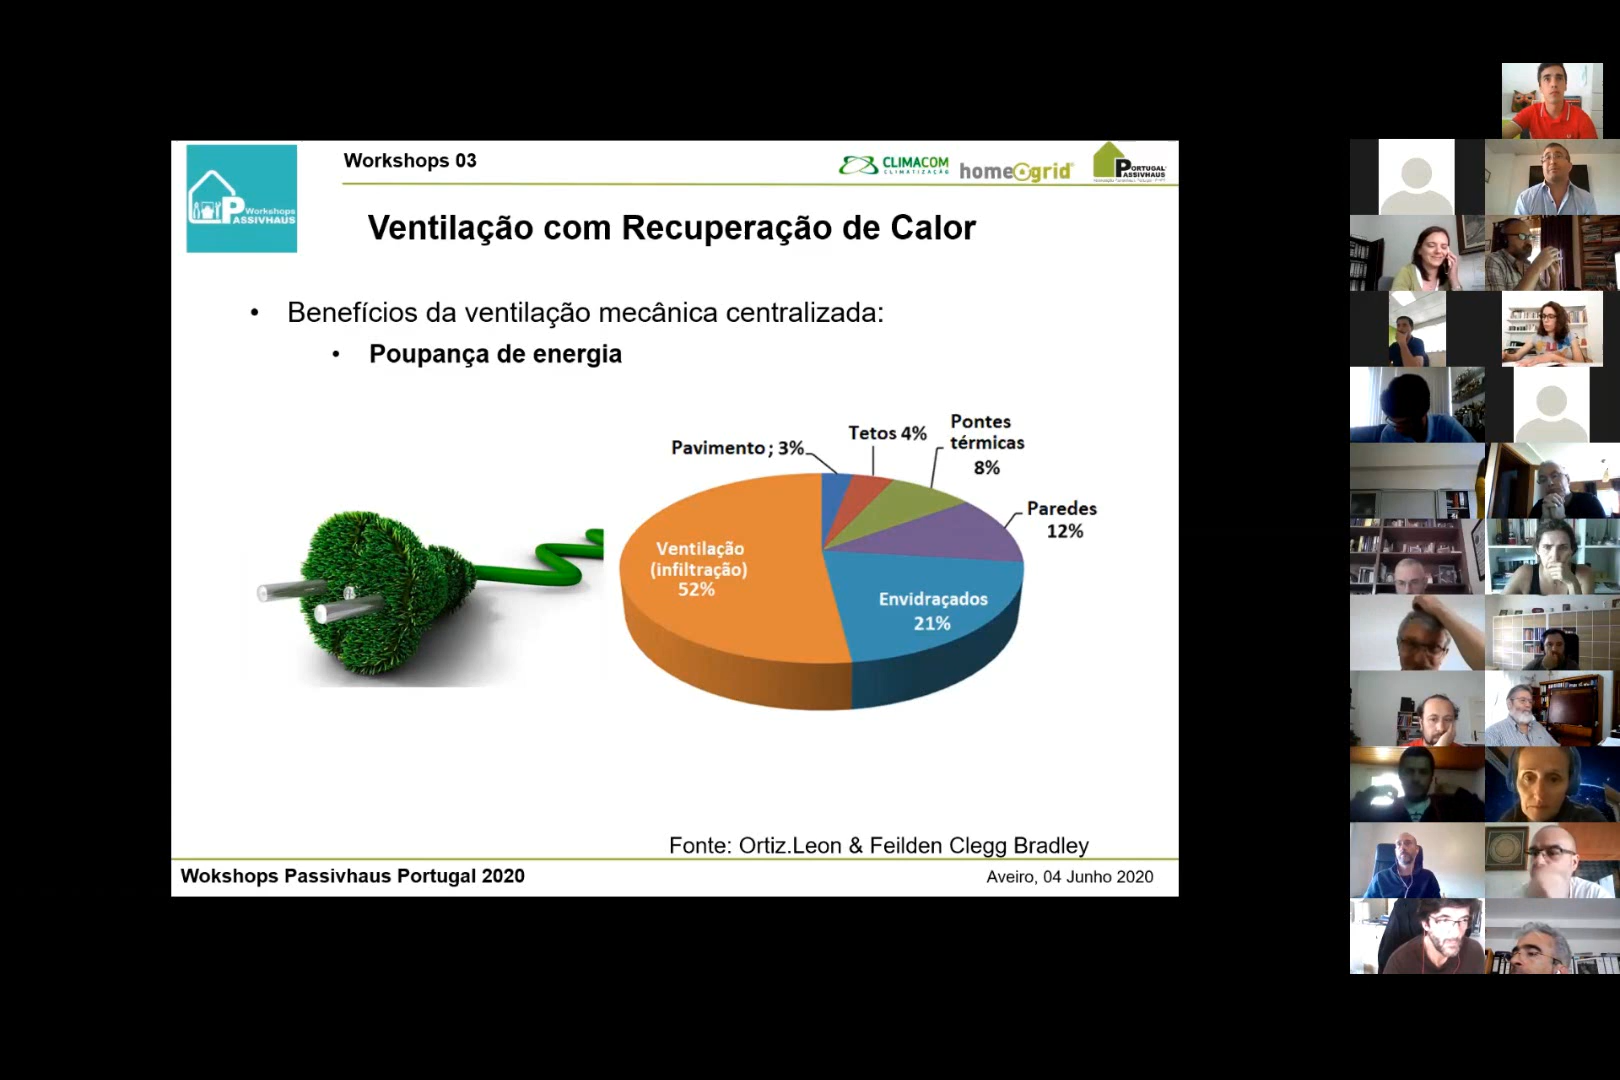 Workshops 03
CLIMACOM
CLIMATIZAÇÃO
homegrid
PORTUGAL
PASSIVHAUS
Workshops
PASSIVHAUS
Ventilação com Recuperação de Calor
• Benefícios da ventilação mecânica centralizada:
• Poupança de energia
Pavimento ; 3%
Tetos 4%
Pontes
térmicas
8%
Paredes
12%
Ventilação
(infiltração)
52%
Envidraçados
21%
Fonte: Ortiz.Leon & Feilden Clegg Bradley
Wokshops Passivhaus Portugal 2020
Aveiro, 04 Junho 2020